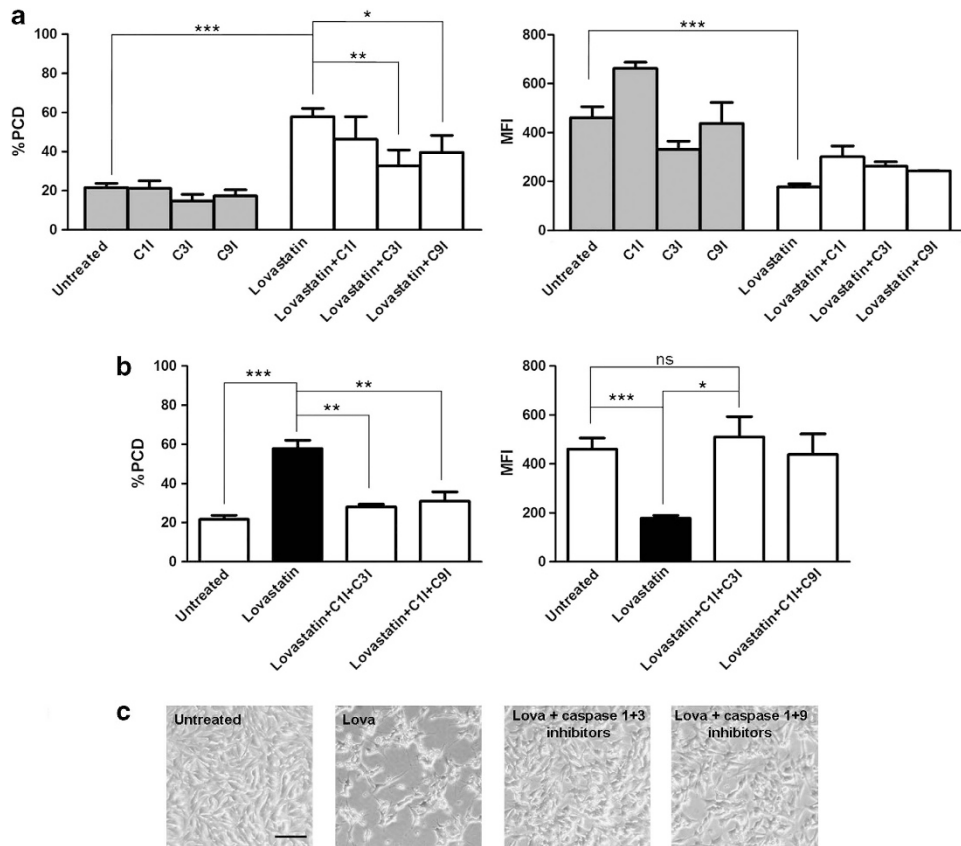 a
***
*
**
100
80
60
40
20
0
%PCD
Untreated
C1I
C3I
C9I
Lovastatin
Lovastatin+C1I
Lovastatin+C3I
Lovastatin+C9I
***
800
600
400
200
0
MFI
Untreated
C1I
C3I
C9I
Lovastatin
Lovastatin+C1I
Lovastatin+C3I
Lovastatin+C9I
b
***
**
**
100
80
60
40
20
0
%PCD
Untreated
Lovastatin
Lovastatin+C1I+C3I
Lovastatin+C1I+C9I
ns
***
*
800
600
400
200
0
MFI
Untreated
Lovastatin
Lovastatin+C1I+C3I
Lovastatin+C1I+C9I
c
Untreated
Lova
Lova + caspase 1+3
inhibitors
Lova + caspase 1+9
inhibitors